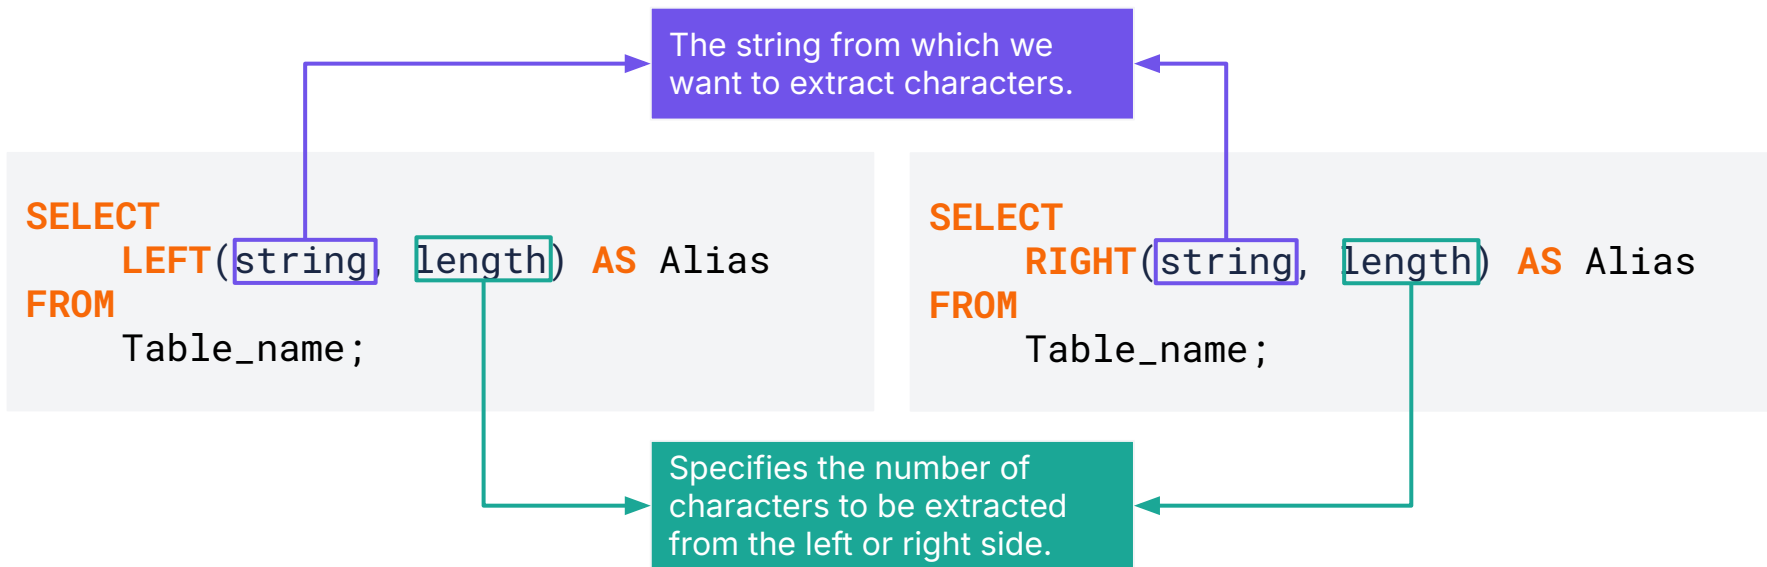 The string from which we
want to extract characters.
SELECT
LEFT(string, length) AS Alias
FROM
Table_name;
SELECT
RIGHT(string, length) AS Alias
FROM
Table_name;
Specifies the number of
characters to be extracted
from the left or right side.